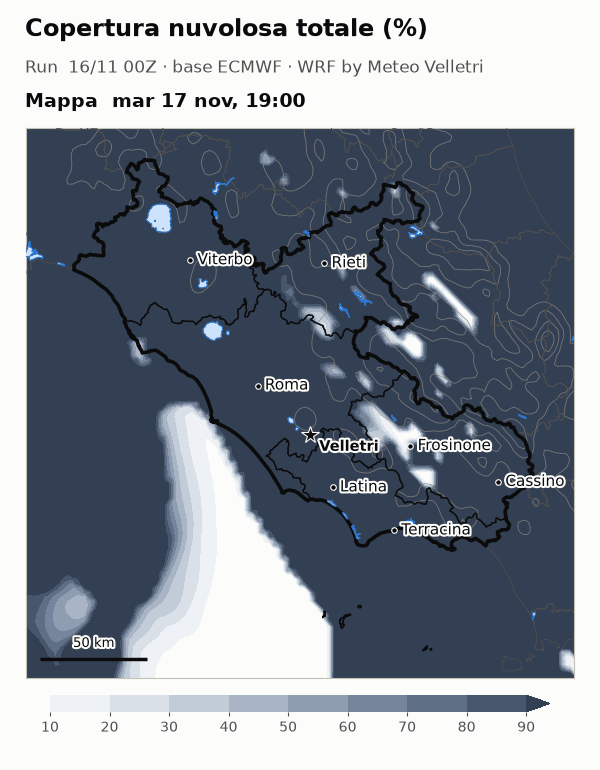 Copertura nuvolosa totale (%)
Run 16/11 00Z · base ECMWF · WRF by Meteo Velletri
Mappa mar 17 nov, 19:00
Viterbo
Rieti
Roma
Velletri
Frosinone
Latina
Cassino
Terracina
50 km
10 20 30 40 50 60 70 80 90